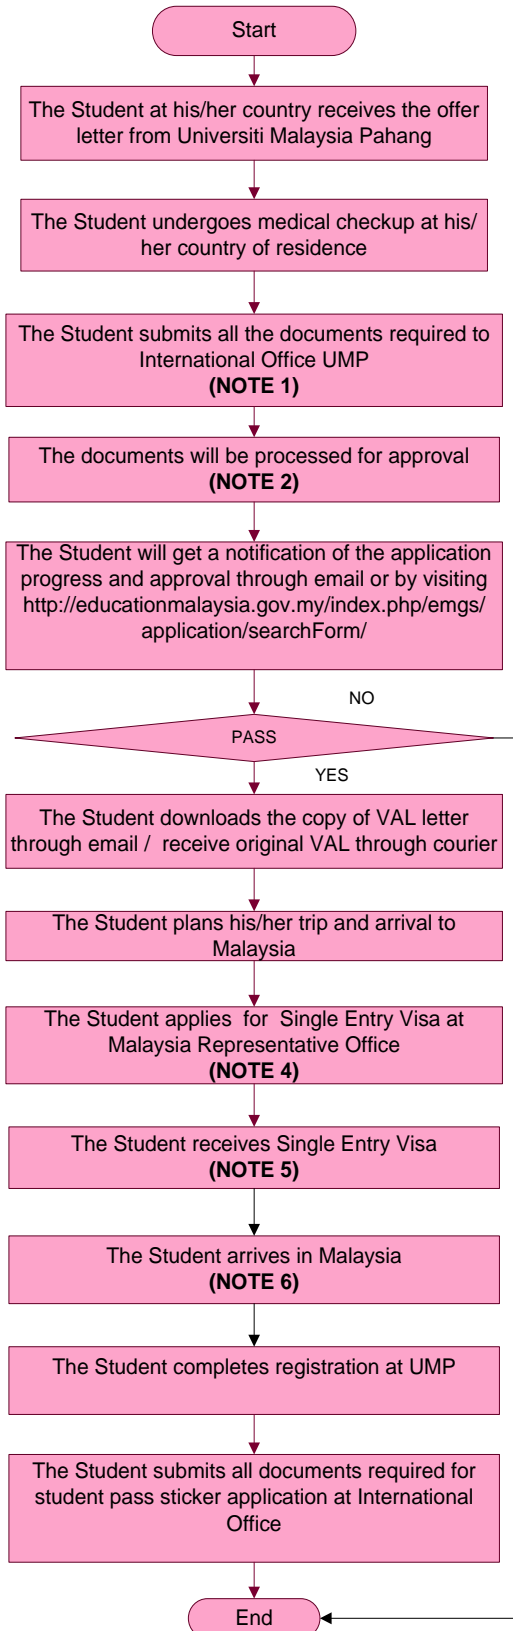 Start
The Student at his/her country receives the offer
letter from Universiti Malaysia Pahang
The Student undergoes medical checkup at his/
her country of residence
The Student submits all the documents required to
International Office UMP
(NOTE 1)
The documents will be processed for approval
(NOTE 2)
The Student will get a notification of the application
progress and approval through email or by visiting
http://educationmalaysia.gov.my/index.php/emgs/
application/searchForm/
NO
PASS
YES
The Student downloads the copy of VAL letter
through email /  receive original VAL through courier
The Student plans his/her trip and arrival to
Malaysia
The Student applies  for  Single Entry Visa at
Malaysia Representative Office
(NOTE 4)
The Student receives Single Entry Visa
(NOTE 5)
The Student arrives in Malaysia
(NOTE 6)
The Student completes registration at UMP
The Student submits all documents required for
student pass sticker application at International
Office
End